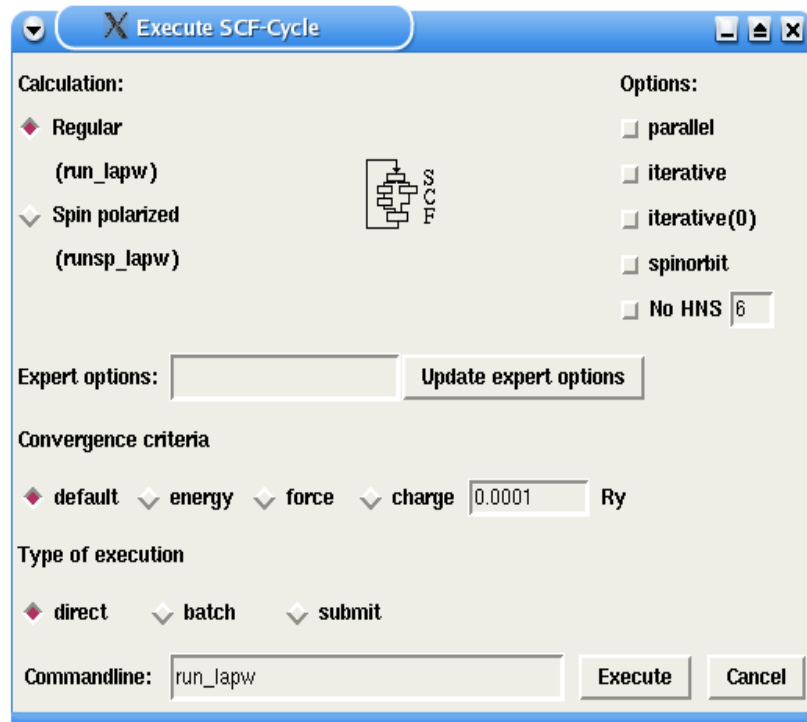 Execute SCF-Cycle
Calculation:
Options:
Regular
parallel
(run_lapw)
iterative
Spin polarized
iterative(0)
(runsp_lapw)
spinorbit
No HNS 6
S
C
F
Expert options:
Update expert options
Convergence criteria
default energy force charge 0.0001 Ry
Type of execution
direct batch submit
Commandline: run_lapw Execute Cancel